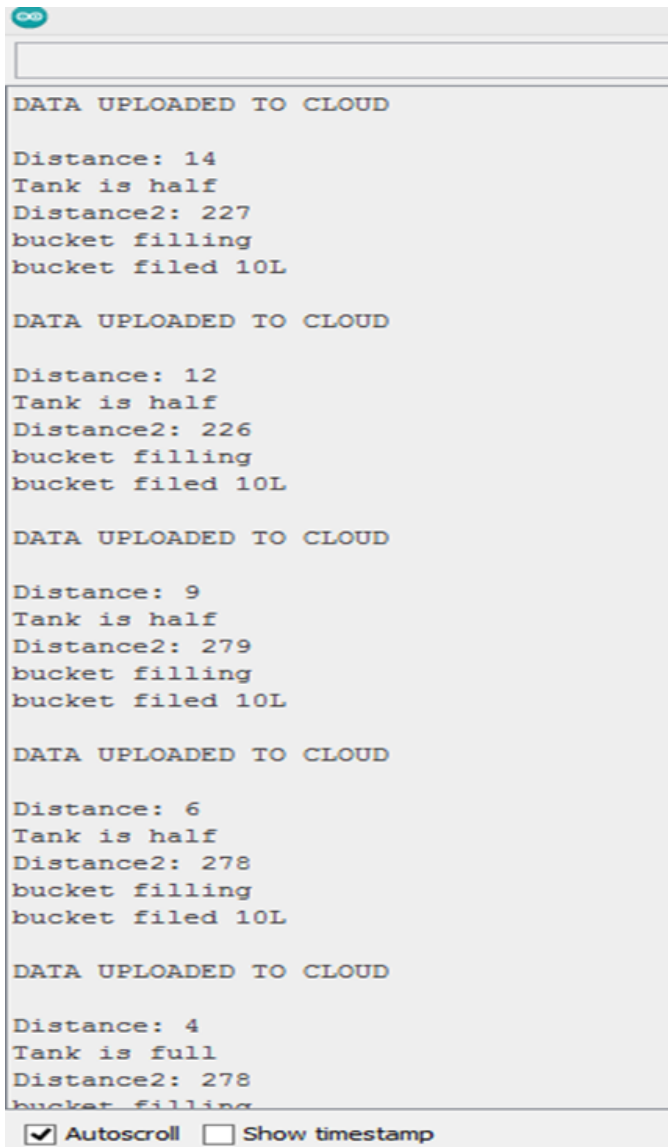 DATA UPLOADED TO CLOUD
Distance: 14
Tank is half
Distance2: 227
bucket filling
bucket filed 10L
DATA UPLOADED TO CLOUD
Distance: 12
Tank is half
Distance2: 226
bucket filling
bucket filed 10L
DATA UPLOADED TO CLOUD
Distance: 9
Tank is half
Distance2: 279
bucket filling
bucket filed 10L
DATA UPLOADED TO CLOUD
Distance: 6
Tank is half
Distance2: 278
bucket filling
bucket filed 10L
DATA UPLOADED TO CLOUD
Distance: 4
Tank is full
Distance2: 278
bucket filling
Autoscroll Show timestamp